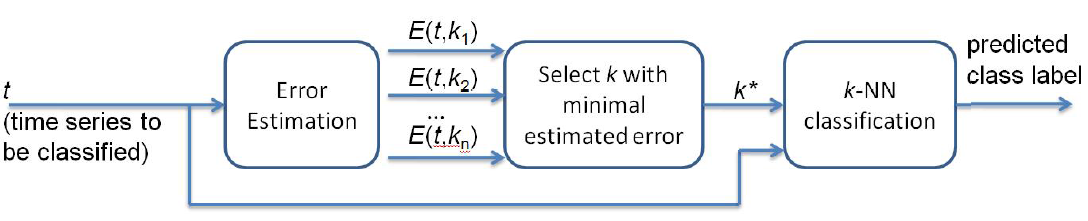 t
(time series to
be classified)
Error
Estimation
E(t,k1)
E(t,k2)
...
E(t,kn)
Select k with
minimal
estimated error
k*
k-NN
classification
predicted
class label